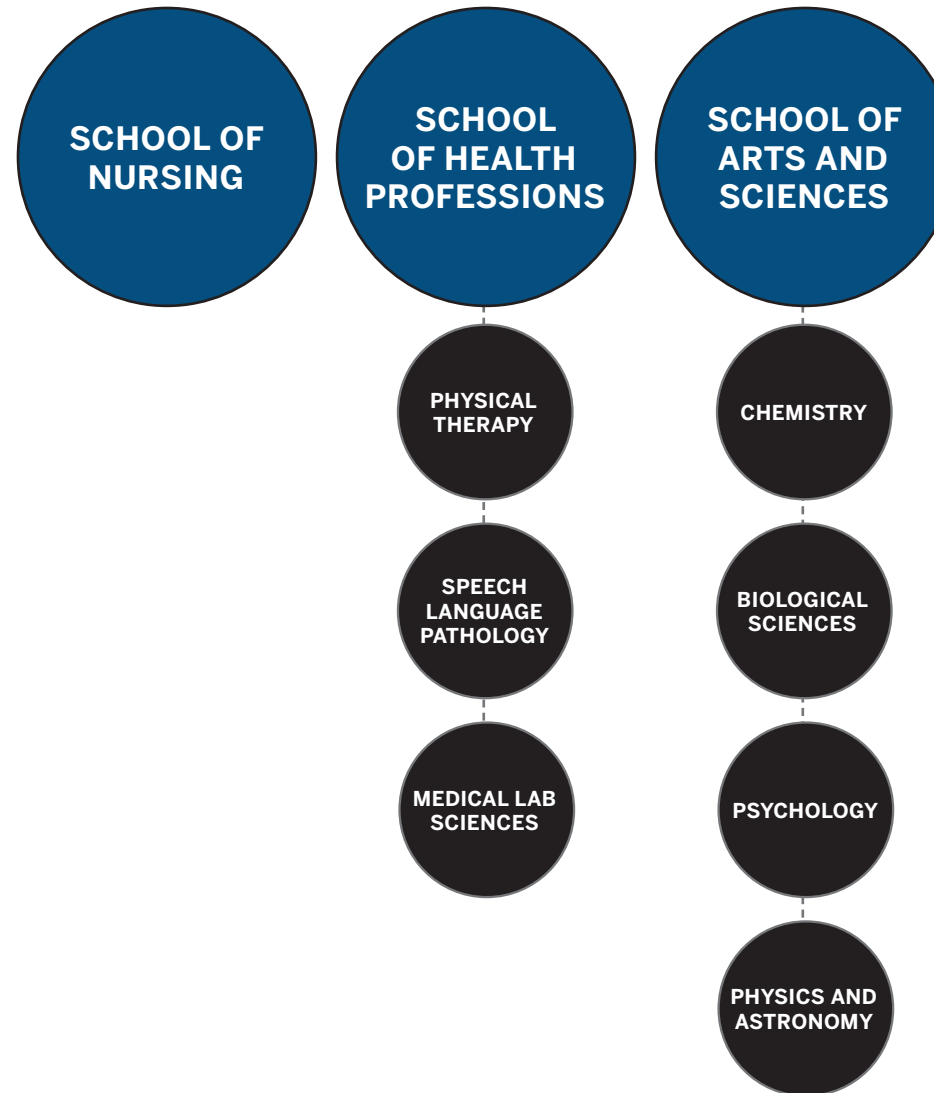 SCHOOL OF
NURSING
SCHOOL
OF HEALTH
PROFESSIONS
SCHOOL OF
ARTS AND
SCIENCES
PHYSICAL
THERAPY
CHEMISTRY
SPEECH
LANGUAGE
PATHOLOGY
BIOLOGICAL
SCIENCES
MEDICAL LAB
SCIENCES
PSYCHOLOGY
PHYSICS AND
ASTRONOMY